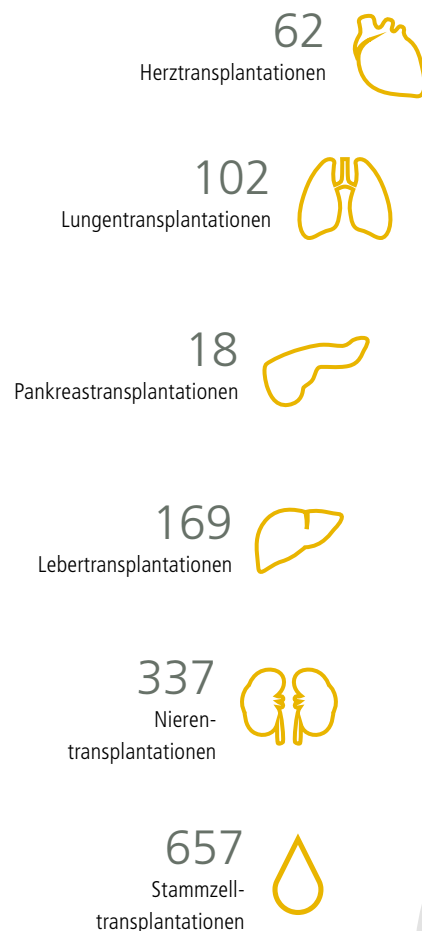 62
Herztransplantationen
102
Lungentransplantationen
18
Pankreastransplantationen
169
Lebertransplantationen
337
Nieren-
transplantationen
657
Stammzell-
transplantationen